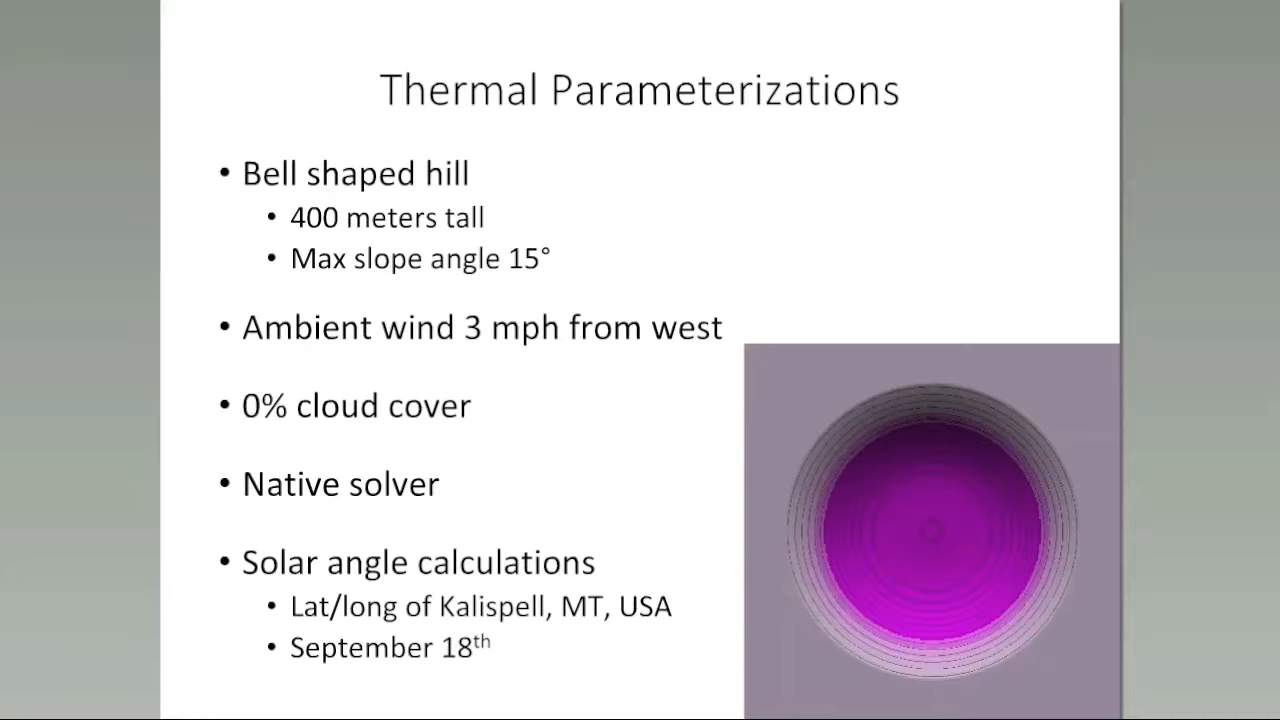 Thermal Parameterizations
• Bell shaped hill
• 400 meters tall
• Max slope angle 15°
• Ambient wind 3 mph from west
• 0% cloud cover
• Native solver
• Solar angle calculations
• Lat/long of Kalispell, MT, USA
• September 18th